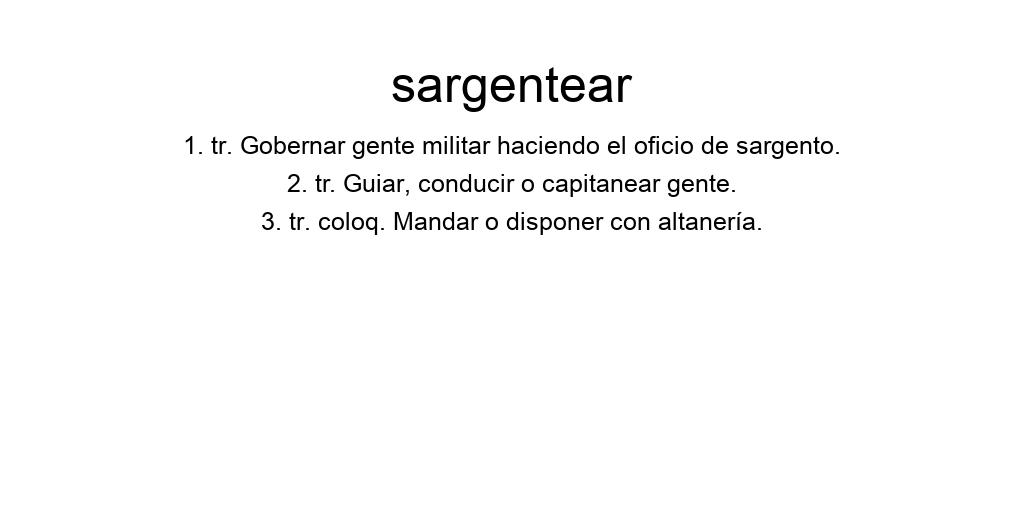 sargentear
1. tr. Gobernar gente militar haciendo el oficio de sargento.
2. tr. Guiar, conducir o capitanear gente.
3. tr. coloq. Mandar o disponer con altanería.